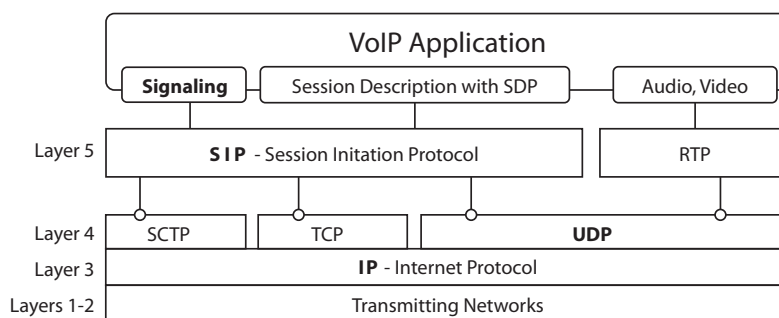 VoIP Application
Signaling
Session Description with SDP
Audio, Video
Layer 5
SIP - Session Initation Protocol
RTP
Layer 4
SCTP
TCP
UDP
Layer 3
IP - Internet Protocol
Layers 1-2
Transmitting Networks